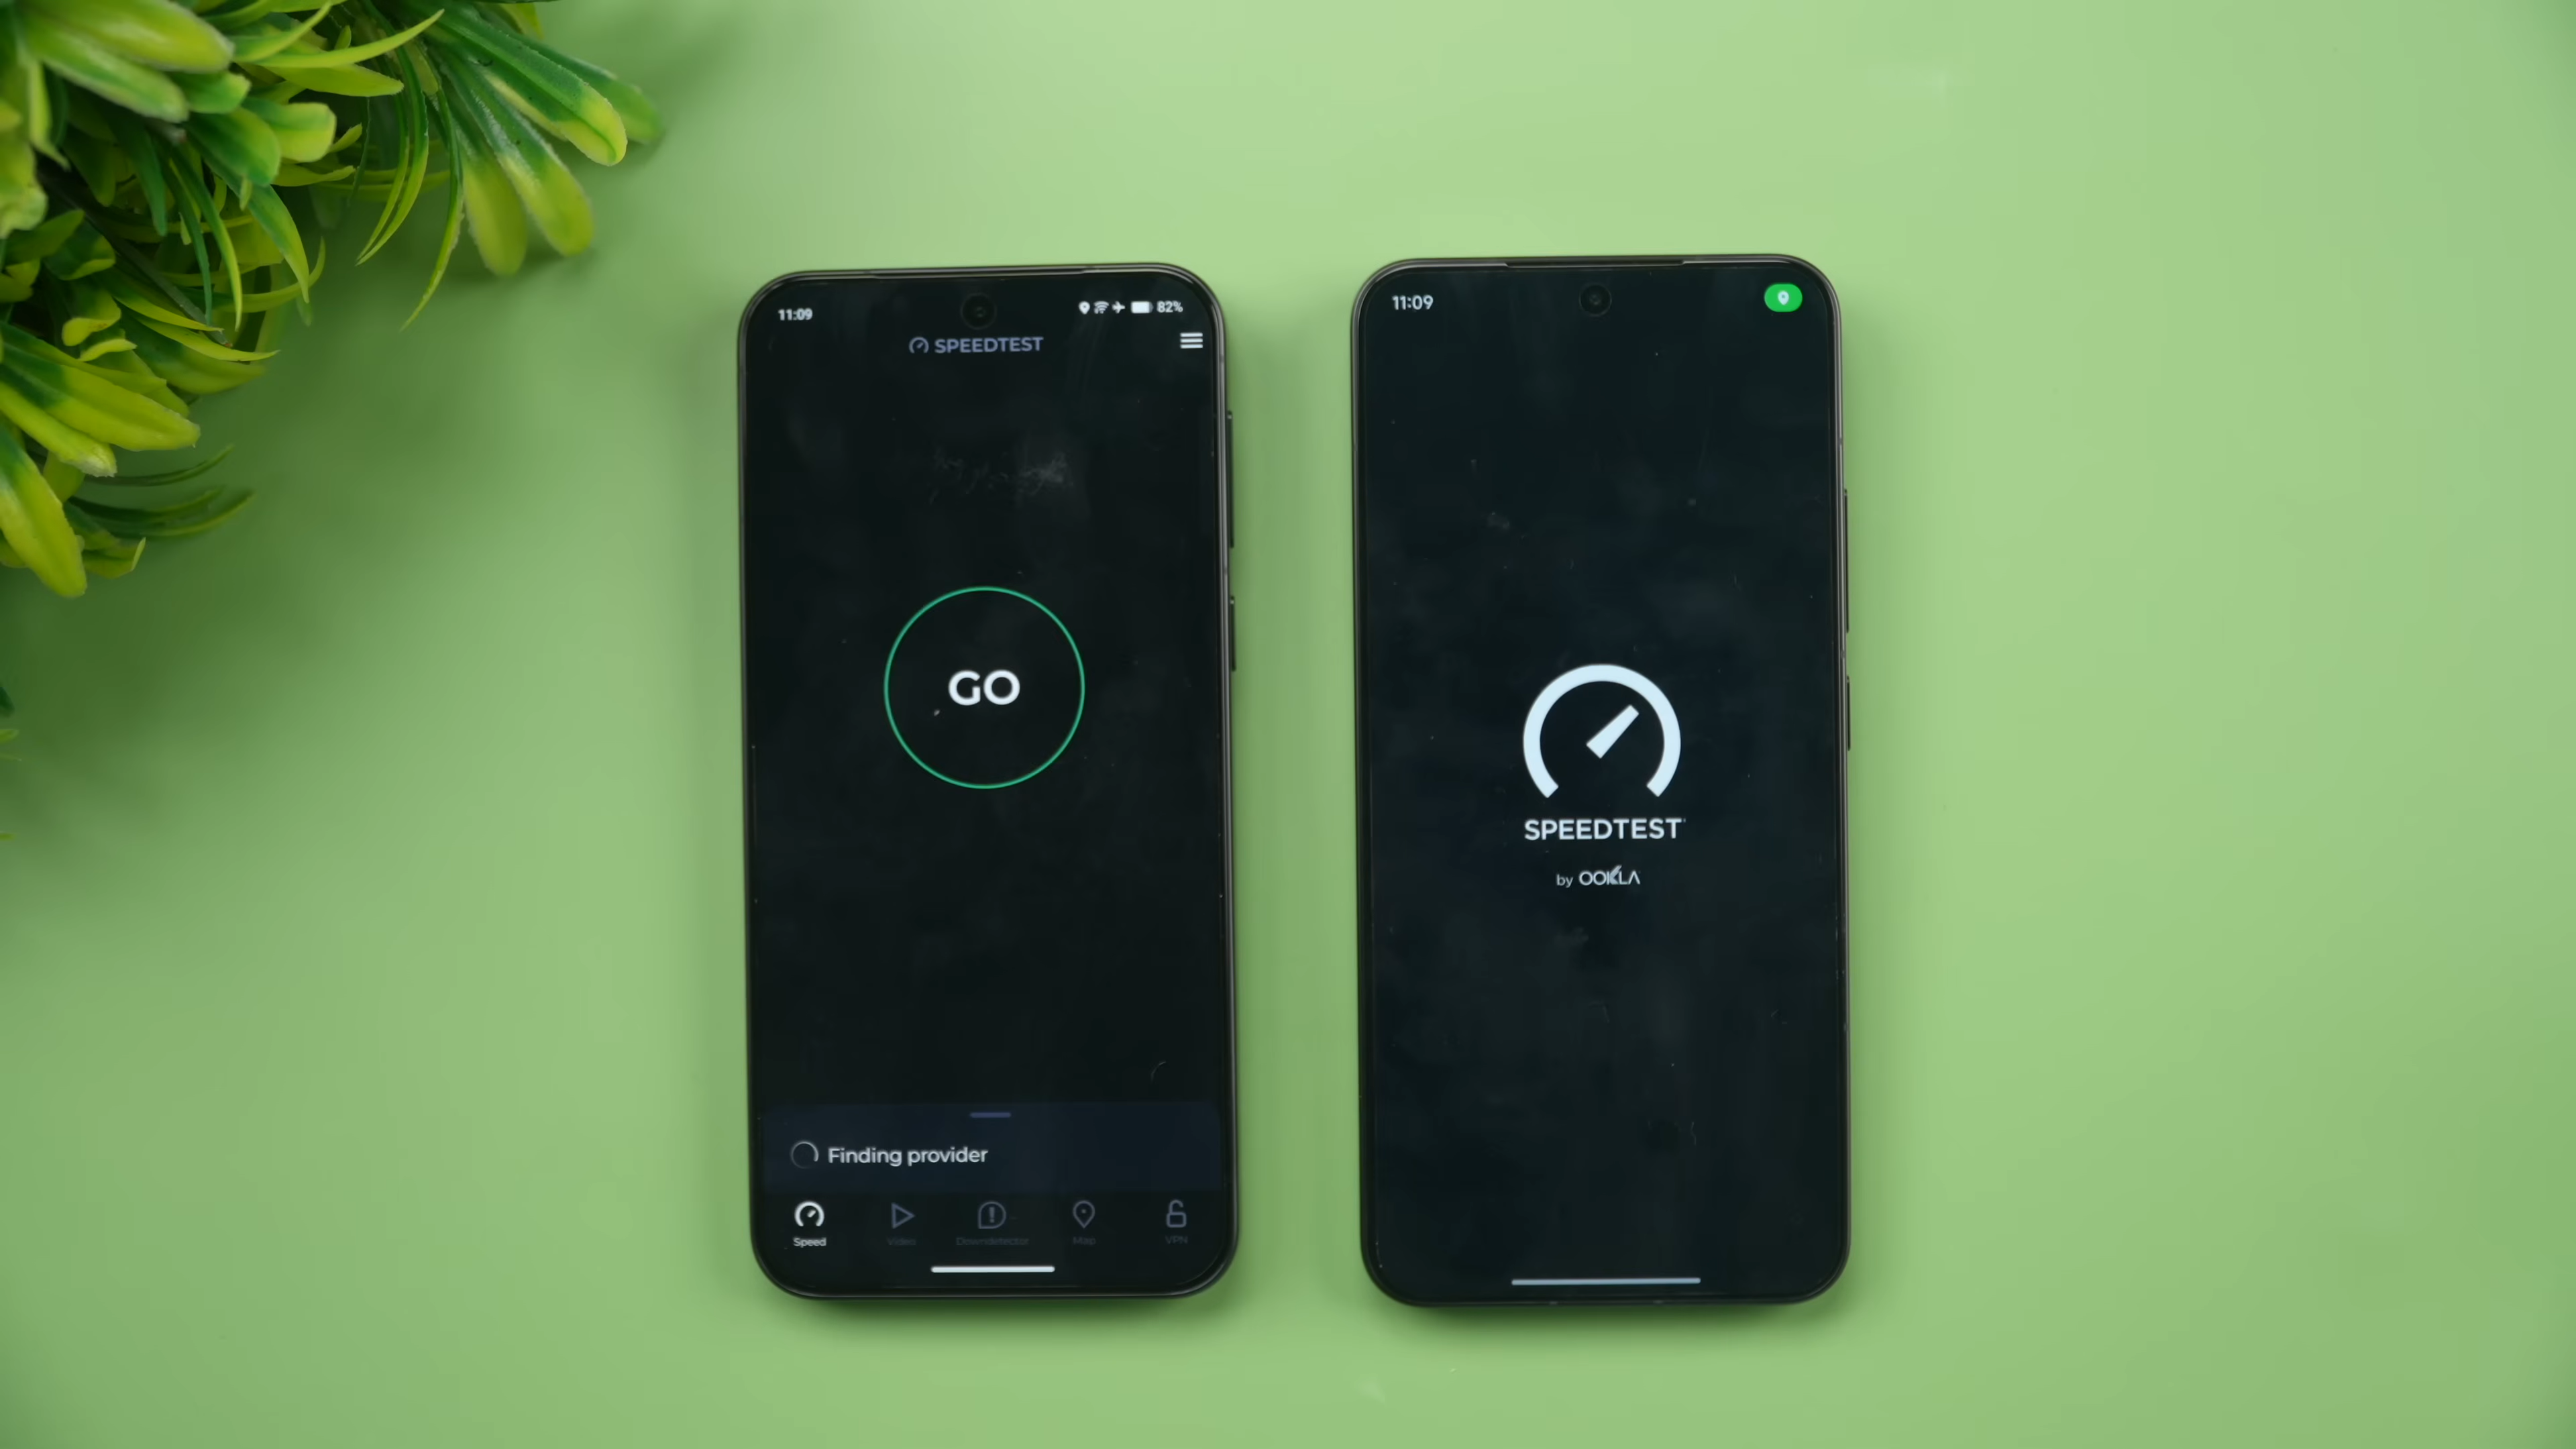 11:09
82%
SPEEDTEST
GO
Finding provider
Speed
Video
Downdetector
Map
VPN
11:09
SPEEDTEST
by OOKLA